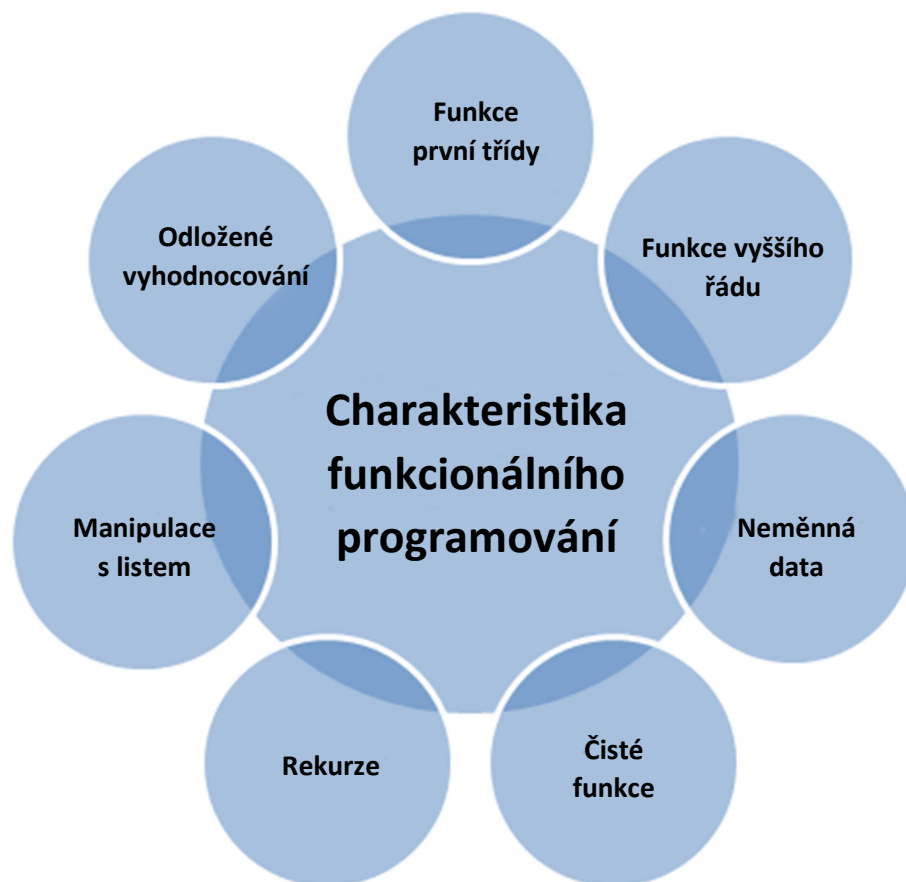 Funkce
první třídy
Odložené
vyhodnocování
Funkce vyššího
řádu
Charakteristika
funkcionálního
programování
Manipulace
s listem
Neměnná
data
Rekurze
Čisté
funkce